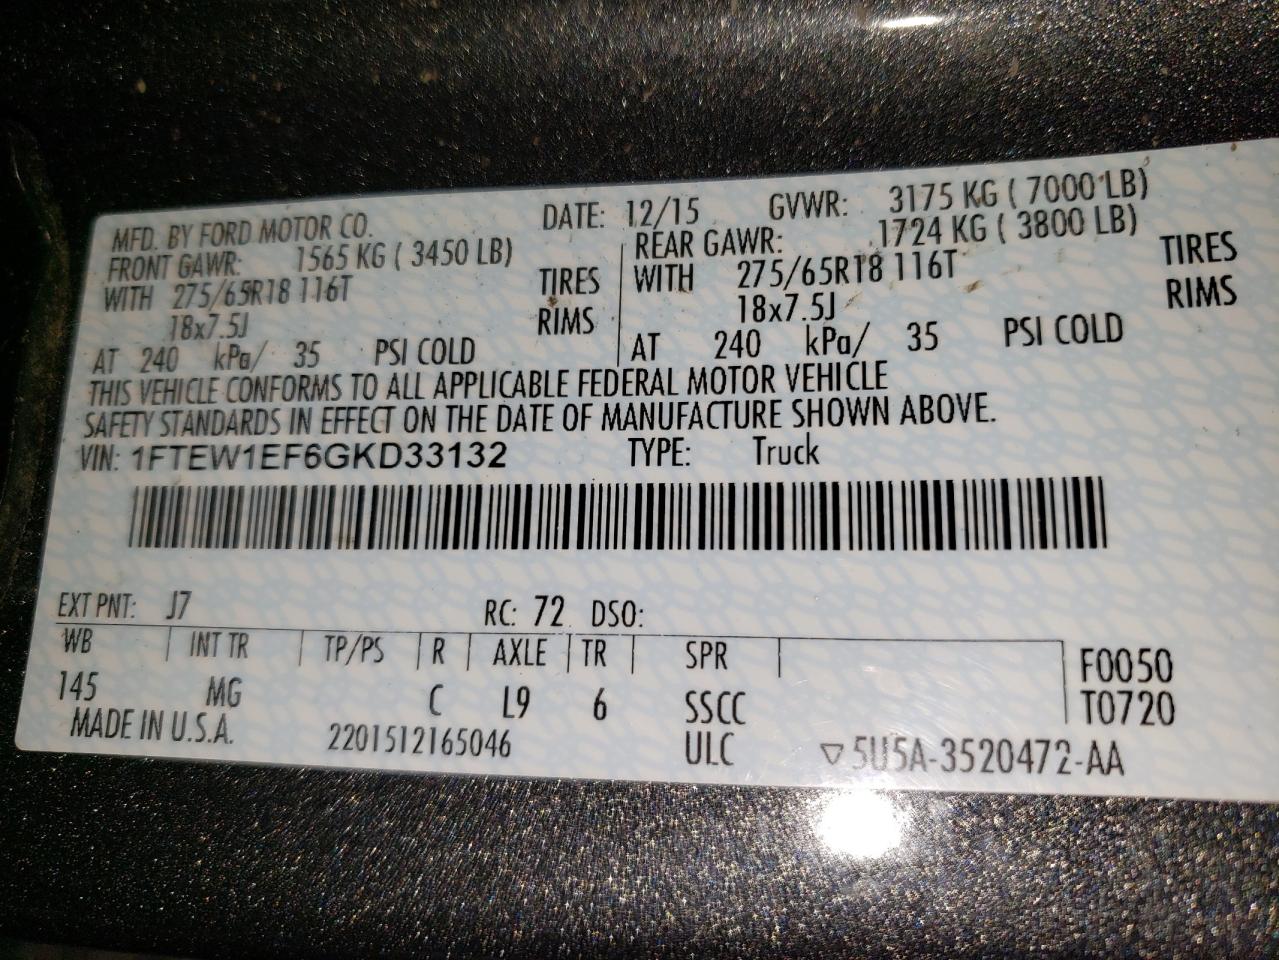 MFD. BY FORD MOTOR CO. DATE: 12/15 GVWR: 3175 KG ( 7000 LB)
FRONT GAWR: 1565 KG ( 3450 LB) REAR GAWR: 1724 KG ( 3800 LB)
WITH 275/65R18 116T TIRES WITH 275/65R18 116T TIRES
18x7.5J RIMS 18x7.5J RIMS
AT 240 kPa/ 35 PSI COLD AT 240 kPa/ 35 PSI COLD
THIS VEHICLE CONFORMS TO ALL APPLICABLE FEDERAL MOTOR VEHICLE
SAFETY STANDARDS IN EFFECT ON THE DATE OF MANUFACTURE SHOWN ABOVE.
VIN: 1FTEW1EF6GKD33132 TYPE: Truck
EXT PNT: J7 RC: 72 DSO:
WB INT TR TP/PS R AXLE TR SPR F0050
145 MG C L9 6 SSCC T0720
MADE IN U.S.A. 2201512165046 ULC ▽5U5A-3520472-AA